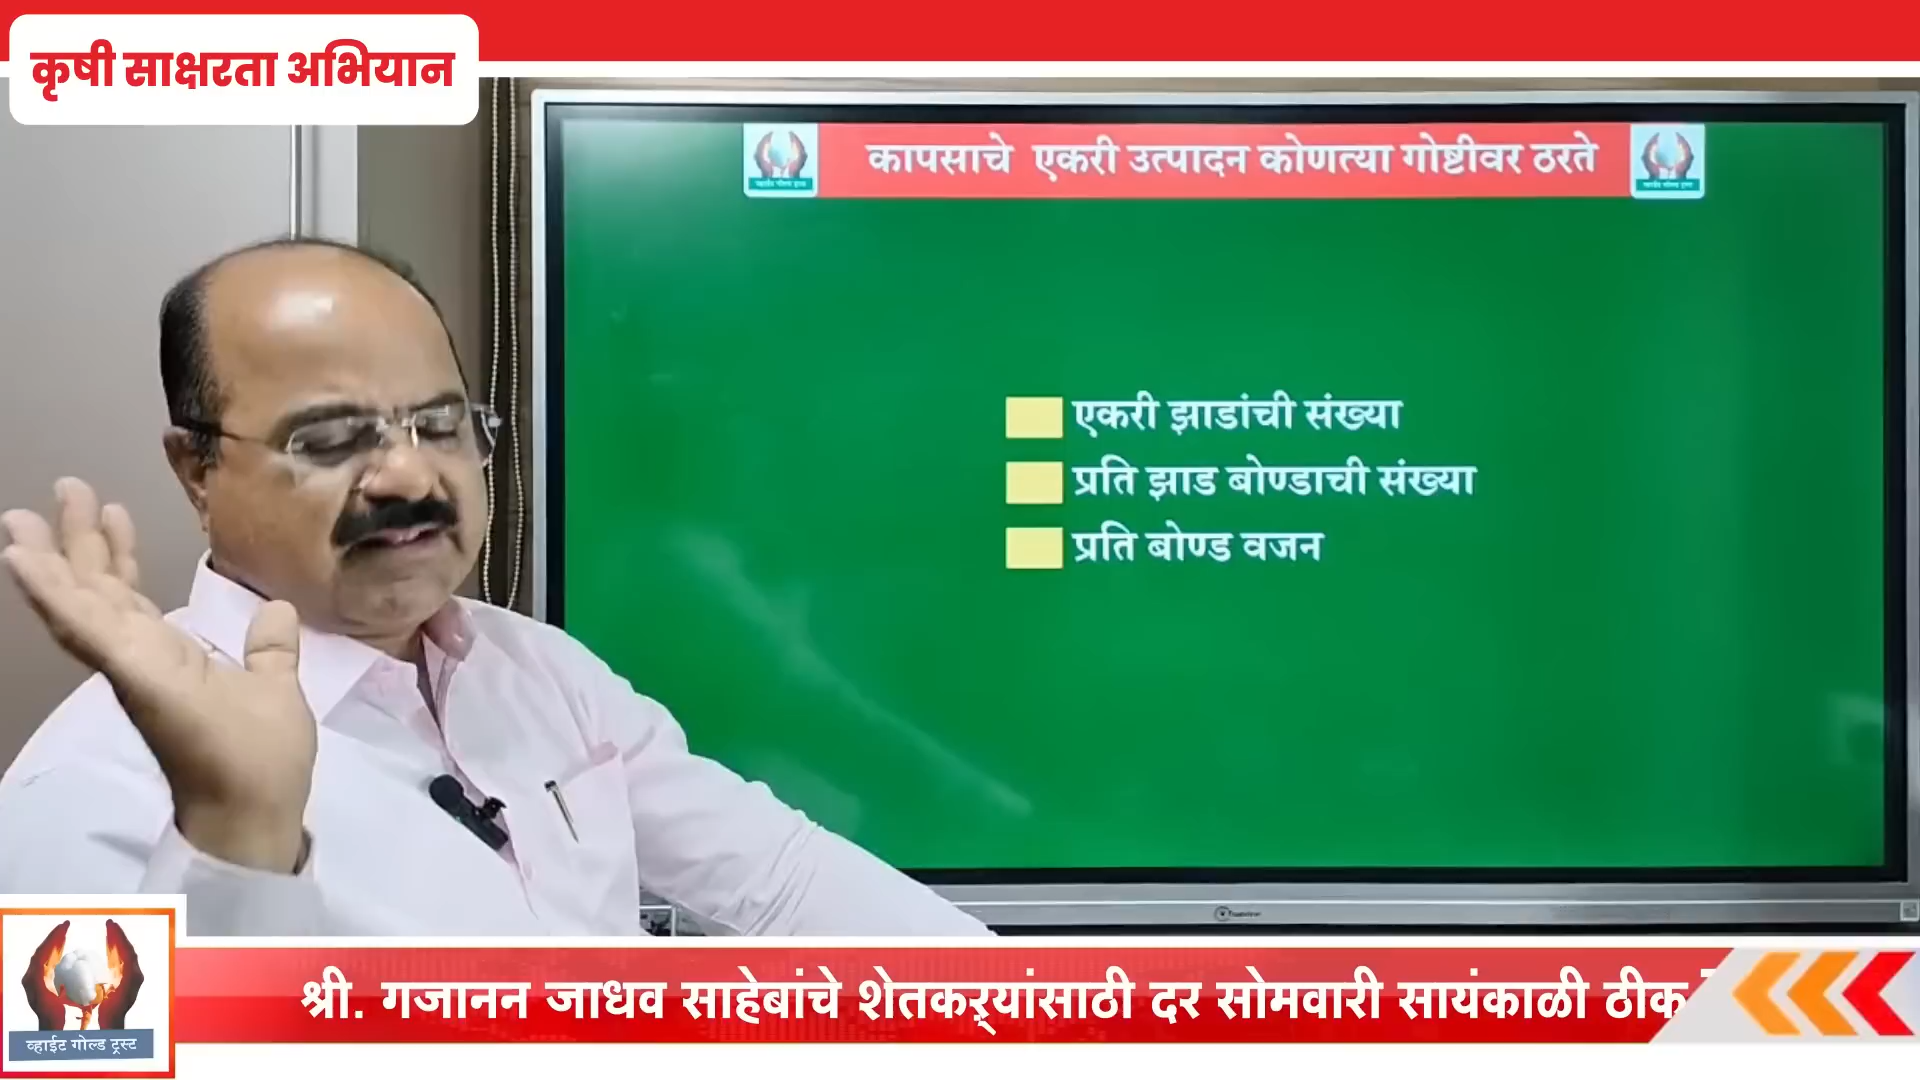 कृषी साक्षरता अभियान
कापसाचे एकरी उत्पादन कोणत्या गोष्टीवर ठरते
एकरी झाडांची संख्या
प्रति झाड बोण्डाची संख्या
प्रति बोण्ड वजन
श्री. गजानन जाधव साहेबांचे शेतकऱ्यांसाठी दर सोमवारी सायंकाळी ठीक
व्हाईट गोल्ड ट्रस्ट